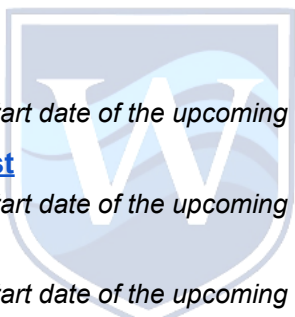 art date of the upcoming
st
art date of the upcoming
W
art date of the upcoming